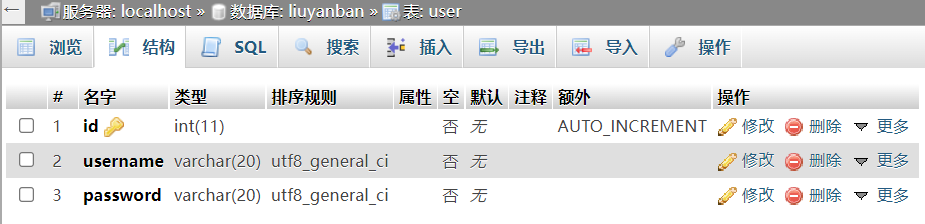 服务器: localhost » 数据库: liuyanban » 表: user
浏览 结构 SQL 搜索 插入 导出 导入 操作
# 名字 类型 排序规则 属性 空 默认 注释 额外 操作
1 id int(11) 否 无 AUTO_INCREMENT 修改 删除 更多
2 username varchar(20) utf8_general_ci 否 无 修改 删除 更多
3 password varchar(20) utf8_general_ci 否 无 修改 删除 更多